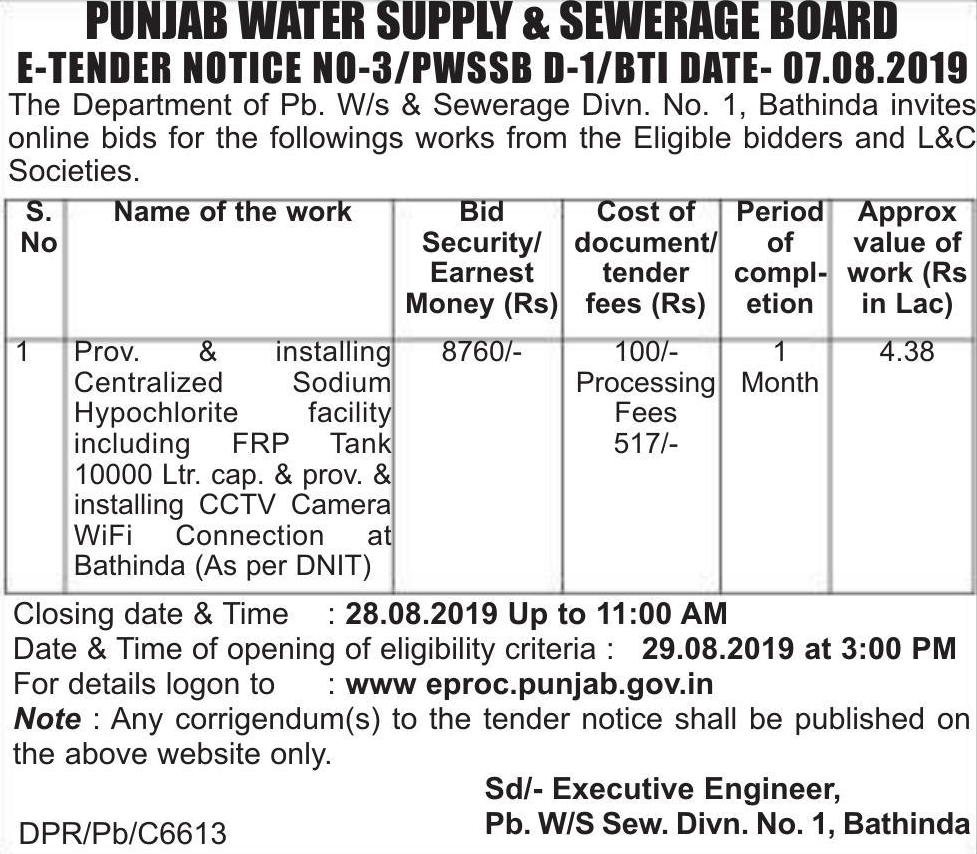 PUNJAB WATER SUPPLY & SEWERAGE BOARD
E-TENDER NOTICE NO-3/PWSSB D-1/BTI DATE- 07.08.2019
The Department of Pb. W/s & Sewerage Divn. No. 1, Bathinda invites
online bids for the followings works from the Eligible bidders and L&C
Societies.
S. No
Name of the work
Bid Security/ Earnest Money (Rs)
Cost of document/ tender fees (Rs)
Period of compl- etion
Approx value of work (Rs in Lac)
1
Prov. & installing
Centralized Sodium
Hypochlorite facility
including FRP Tank
10000 Ltr. cap. & prov. &
installing CCTV Camera
WiFi Connection at
Bathinda (As per DNIT)
8760/-
100/-
Processing
Fees
517/-
1
Month
4.38
Closing date & Time : 28.08.2019 Up to 11:00 AM
Date & Time of opening of eligibility criteria : 29.08.2019 at 3:00 PM
For details logon to : www eproc.punjab.gov.in
Note : Any corrigendum(s) to the tender notice shall be published on
the above website only.
Sd/- Executive Engineer,
Pb. W/S Sew. Divn. No. 1, Bathinda
DPR/Pb/C6613